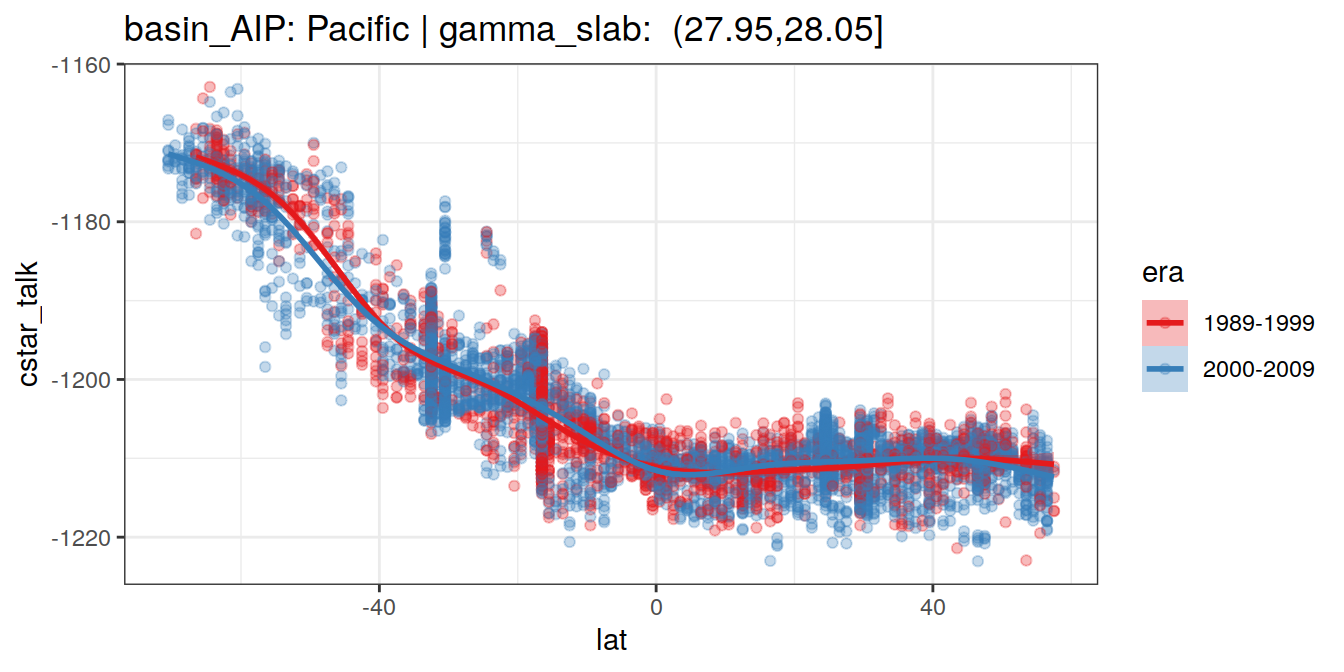 basin_AIP: Pacific | gamma_slab:  (27.95,28.05]
-1160
-1180
-1200
-1220
cstar_talk
-40
0
40
lat
era
1989-1999
2000-2009